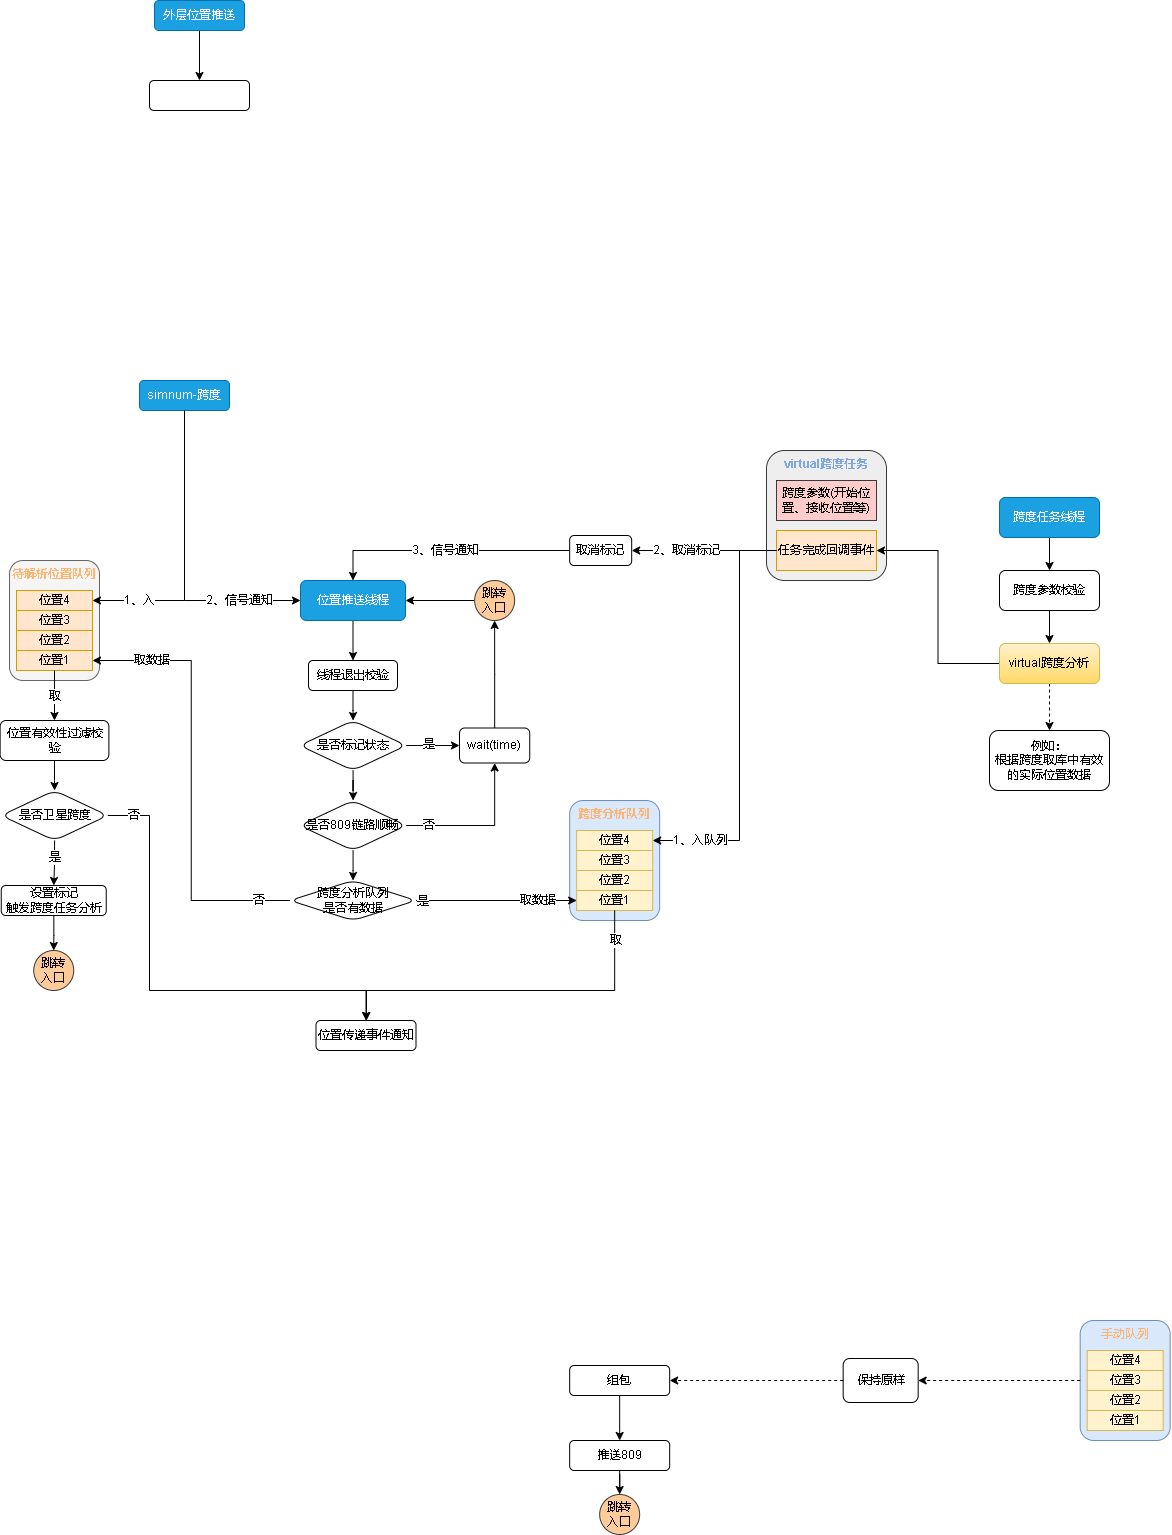 外层位置推送
simnum-跨度
virtual跨度任务
跨度参数(开始位
置、接收位置等)
任务完成回调事件
跨度任务线程
跨度参数校验
virtual跨度分析
例如：
根据跨度取库中有效
的实际位置数据
3、信号通知
取消标记
2、取消标记
待解析位置队列
位置4
位置3
位置2
位置1
1、入
2、信号通知
位置推送线程
跳转
入口
取数据
线程退出校验
取
位置有效性过滤校
验
是否标记状态
是
wait(time)
是否卫星跨度
否
是否809链路顺畅
否
跨度分析队列
位置4
位置3
位置2
位置1
1、入队列
是
设置标记
触发跨度任务分析
否
跨度分析队列
是否有数据
是
取数据
取
跳转
入口
位置传递事件通知
手动队列
位置4
位置3
位置2
位置1
保持原样
组包
推送809
跳转
入口